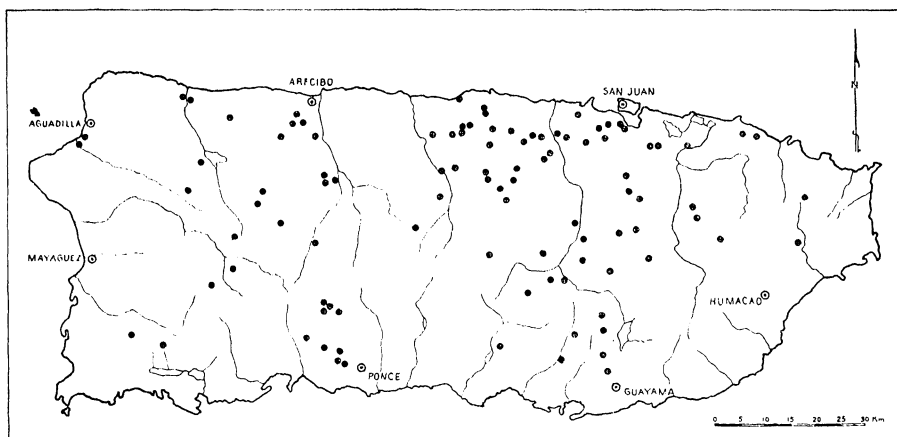 ARECIBO
SAN JUAN
N
AGUADILLA
MAYAGUEZ
HUMACAO
PONCE
GUAYAMA
0 5 10 15 20 25 30 Km